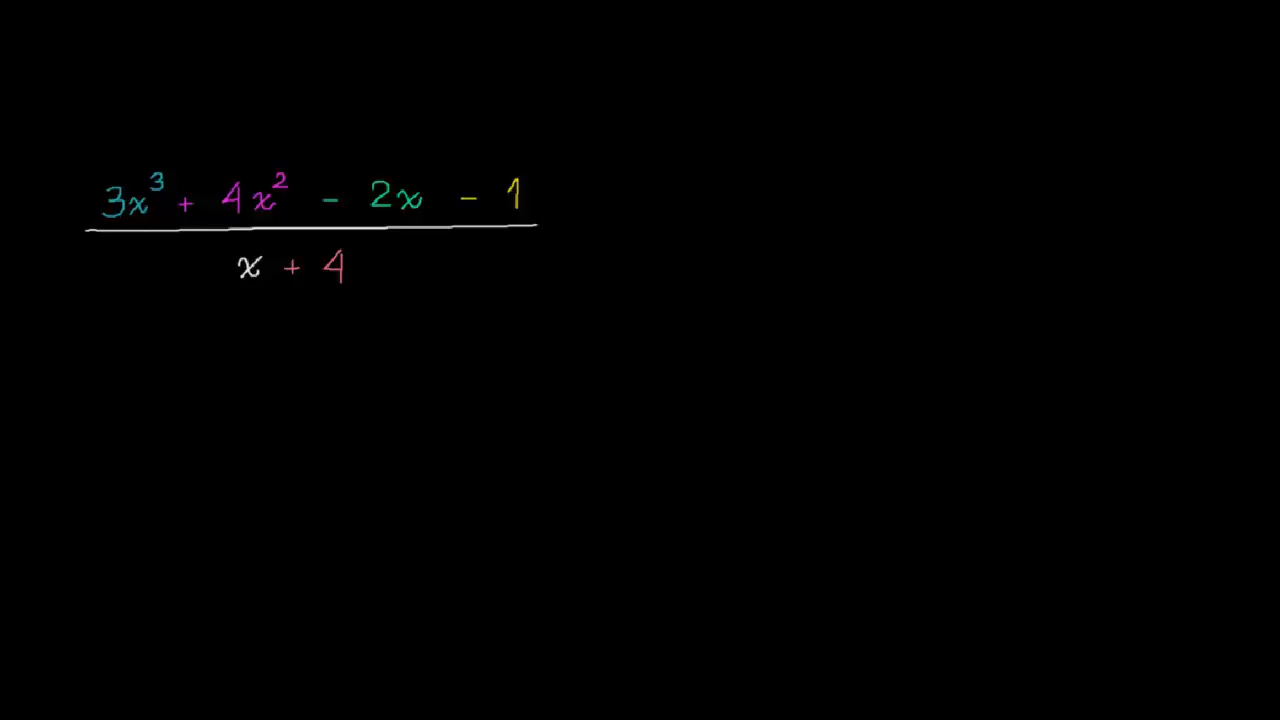 3x³ + 4x² - 2x - 1
x + 4